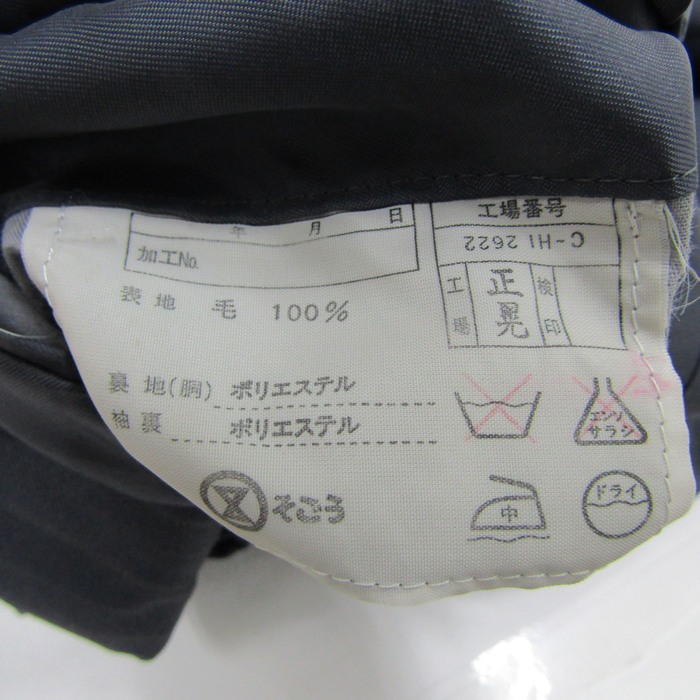 年 月 日
加工No.
表地 毛 100%
裏地(胴) ポリエステル
袖裏 ポリエステル
そごう
工場番号
C-H1 2622
工場 正晃 検印
エンソサラシ
中
ドライ